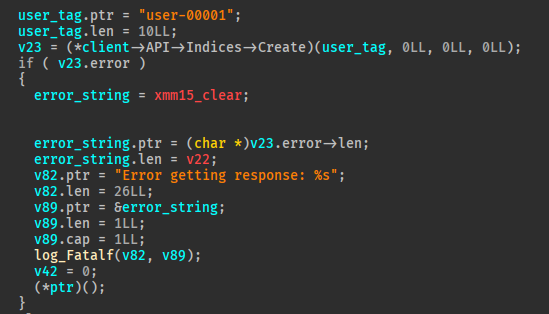 user_tag.ptr = "user-00001";
user_tag.len = 10LL;
v23 = (*client→API→Indices→Create)(user_tag, 0LL, 0LL, 0LL);
if ( v23.error )
{
error_string = xmm15_clear;
error_string.ptr = (char *)v23.error→len;
error_string.len = v22;
v82.ptr = "Error getting response: %s";
v82.len = 26LL;
v89.ptr = &error_string;
v89.len = 1LL;
v89.cap = 1LL;
log_Fatalf(v82, v89);
v42 = 0;
(*ptr)();
}